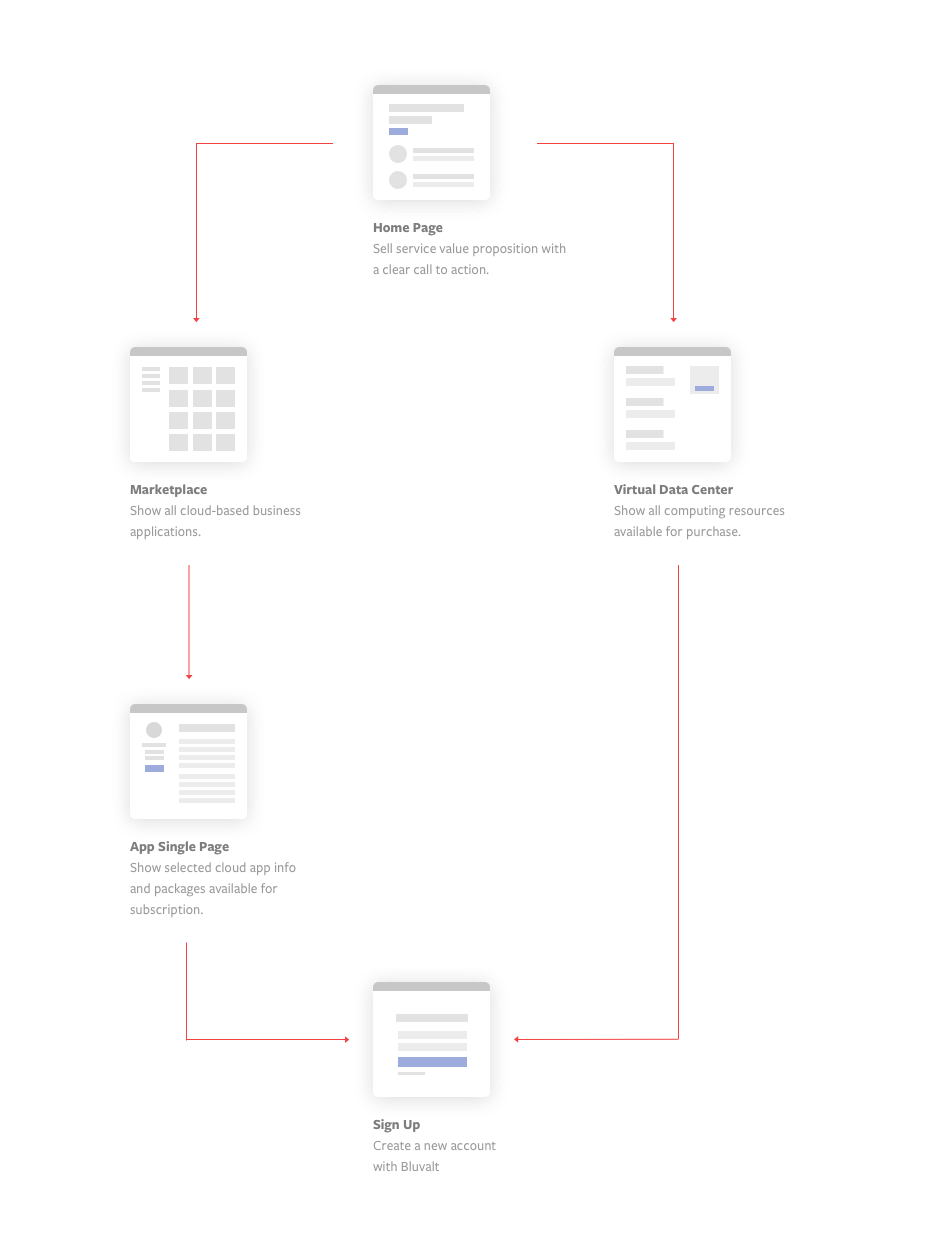 Home Page
Sell service value proposition with
a clear call to action.
Marketplace
Show all cloud-based business
applications.
Virtual Data Center
Show all computing resources
available for purchase.
App Single Page
Show selected cloud app info
and packages available for
subscription.
Sign Up
Create a new account
with Bluvalt